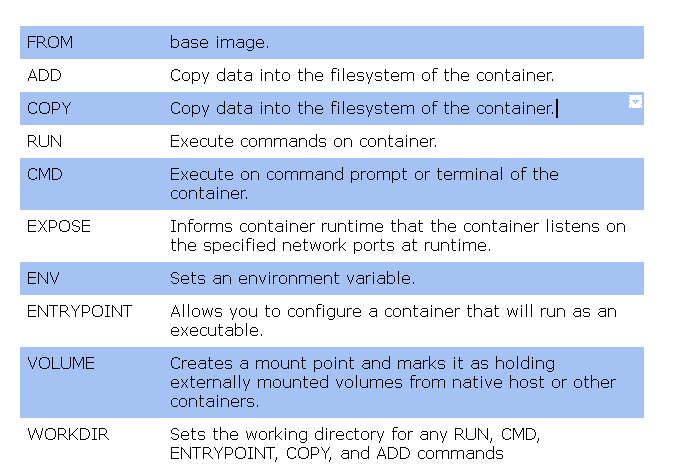 FROM base image.
ADD Copy data into the filesystem of the container.
COPY Copy data into the filesystem of the container.
RUN Execute commands on container.
CMD Execute on command prompt or terminal of the
container.
EXPOSE Informs container runtime that the container listens on
the specified network ports at runtime.
ENV Sets an environment variable.
ENTRYPOINT Allows you to configure a container that will run as an
executable.
VOLUME Creates a mount point and marks it as holding
externally mounted volumes from native host or other
containers.
WORKDIR Sets the working directory for any RUN, CMD,
ENTRYPOINT, COPY, and ADD commands